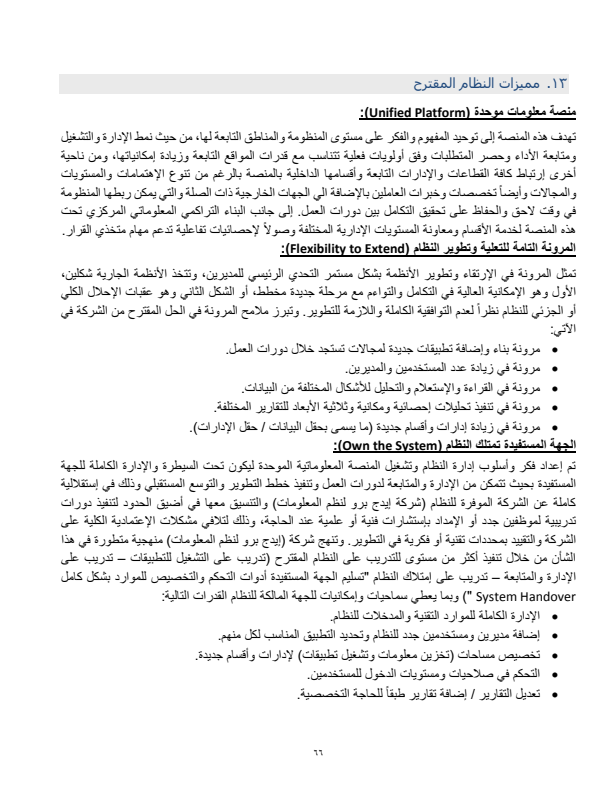 ١٣. مميزات النظام المقترح
منصة معلومات موحدة (Unified Platform):
تهدف هذه المنصة إلى توحيد المفهوم والفكر على مستوى المنظومة والمناطق التابعة لها، من حيث نمط الإدارة والتشغيل
ومتابعة الأداء وحصر المتطلبات وفق أولويات فعلية تتناسب مع قدرات المواقع التابعة وزيادة إمكانياتها، ومن ناحية
أخرى إرتباط كافة القطاعات والإدارات التابعة وأقسامها الداخلية بالمنصة بالرغم من تنوع الإهتمامات والمستويات
والمجالات وأيضاً تخصصات وخبرات العاملين بالإضافة الي الجهات الخارجية ذات الصلة والتي يمكن ربطها المنظومة
في وقت لاحق والحفاظ على تحقيق التكامل بين دورات العمل. إلى جانب البناء التراكمي المعلوماتي المركزي تحت
هذه المنصة لخدمة الأقسام ومعاونة المستويات الإدارية المختلفة وصولاً لإحصائيات تفاعلية تدعم مهام متخذي القرار.
المرونة التامة للتعلية وتطوير النظام (Flexibility to Extend):
تمثل المرونة في الإرتقاء وتطوير الأنظمة بشكل مستمر التحدي الرئيسي للمديرين، وتتخذ الأنظمة الجارية شكلين،
الأول وهو الإمكانية العالية في التكامل والتواءم مع مرحلة جديدة مخطط، أو الشكل الثاني وهو عقبات الإحلال الكلي
أو الجزئي للنظام نظراً لعدم التوافقية الكاملة واللازمة للتطوير. وتبرز ملامح المرونة في الحل المقترح من الشركة في
الآتي:
• مرونة بناء وإضافة تطبيقات جديدة لمجالات تستجد خلال دورات العمل.
• مرونة في زيادة عدد المستخدمين والمديرين.
• مرونة في القراءة والإستعلام والتحليل للأشكال المختلفة من البيانات.
• مرونة في تنفيذ تحليلات إحصائية ومكانية وثلاثية الأبعاد للتقارير المختلفة.
• مرونة في زيادة إدارات وأقسام جديدة (ما يسمى بحقل البيانات / حقل الإدارات).
الجهة المستفيدة تمتلك النظام (Own the System):
تم إعداد فكر وأسلوب إدارة النظام وتشغيل المنصة المعلوماتية الموحدة ليكون تحت السيطرة والإدارة الكاملة للجهة
المستفيدة بحيث تتمكن من الإدارة والمتابعة لدورات العمل وتنفيذ خطط التطوير والتوسع المستقبلي وذلك في إستقلالية
كاملة عن الشركة الموفرة للنظام (شركة إيدج برو لنظم المعلومات) والتنسيق معها في أضيق الحدود لتنفيذ دورات
تدريبية لموظفين جدد أو الإمداد بإستشارات فنية أو علمية عند الحاجة، وذلك لتلافي مشكلات الإعتمادية الكلية على
الشركة والتقييد بمحددات تقنية أو فكرية في التطوير. وتنهج شركة (إيدج برو لنظم المعلومات) منهجية متطورة في هذا
الشأن من خلال تنفيذ أكثر من مستوى للتدريب على النظام المقترح (تدريب على التشغيل للتطبيقات – تدريب على
الإدارة والمتابعة – تدريب على إمتلاك النظام "تسليم الجهة المستفيدة أدوات التحكم والتخصيص للموارد بشكل كامل
System Handover ") وبما يعطي سماحيات وإمكانيات للجهة المالكة للنظام القدرات التالية:
• الإدارة الكاملة للموارد التقنية والمدخلات للنظام.
• إضافة مديرين ومستخدمين جدد للنظام وتحديد التطبيق المناسب لكل منهم.
• تخصيص مساحات (تخزين معلومات وتشغيل تطبيقات) لإدارات وأقسام جديدة.
• التحكم في صلاحيات ومستويات الدخول للمستخدمين.
• تعديل التقارير / إضافة تقارير طبقاً للحاجة التخصصية.
٦٦